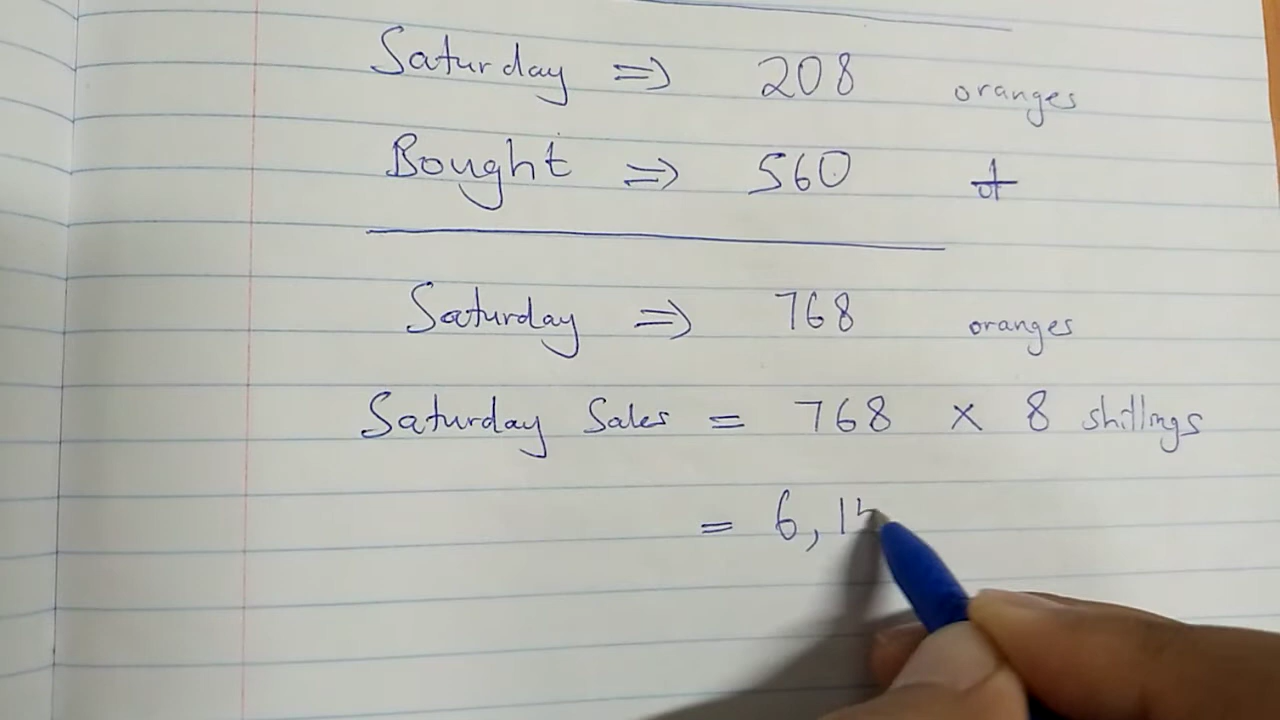 Saturday ⇒ 208 oranges
Bought ⇒ 560 +
Saturday ⇒ 768 oranges
Saturday Sales = 768 × 8 shillings
= 6,1